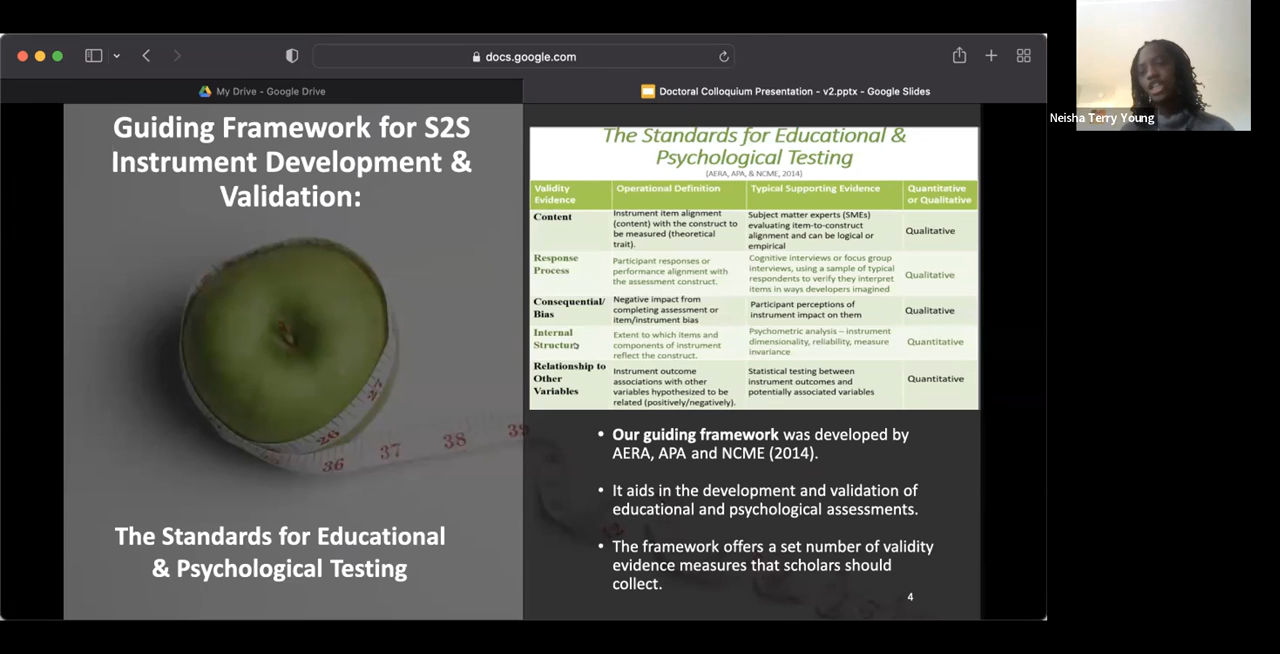 docs.google.com
My Drive - Google Drive
Doctoral Colloquium Presentation - v2.pptx - Google Slides
Neisha Terry Young
Guiding Framework for S2S
Instrument Development &
Validation:
26
27
36
37
38
39
The Standards for Educational
& Psychological Testing
The Standards for Educational &
Psychological Testing
(AERA, APA, & NCME, 2014)
Validity
Evidence
Operational Definition
Typical Supporting Evidence
Quantitative
or Qualitative
Content
Instrument item alignment
(content) with the construct to
be measured (theoretical
trait).
Subject matter experts (SMEs)
evaluating item-to-construct
alignment and can be logical or
empirical
Qualitative
Response
Process
Participant responses or
performance alignment with
the assessment construct.
Cognitive interviews or focus group
interviews, using a sample of typical
respondents to verify they interpret
items in ways developers imagined
Qualitative
Consequential/
Bias
Negative impact from
completing assessment or
item/instrument bias
Participant perceptions of
instrument impact on them
Qualitative
Internal
Structure
Extent to which items and
components of instrument
reflect the construct.
Psychometric analysis – instrument
dimensionality, reliability, measure
invariance
Quantitative
Relationship to
Other
Variables
Instrument outcome
associations with other
variables hypothesized to be
related (positively/negatively).
Statistical testing between
instrument outcomes and
potentially associated variables
Quantitative
• Our guiding framework was developed by
AERA, APA and NCME (2014).
• It aids in the development and validation of
educational and psychological assessments.
• The framework offers a set number of validity
evidence measures that scholars should
collect.
4